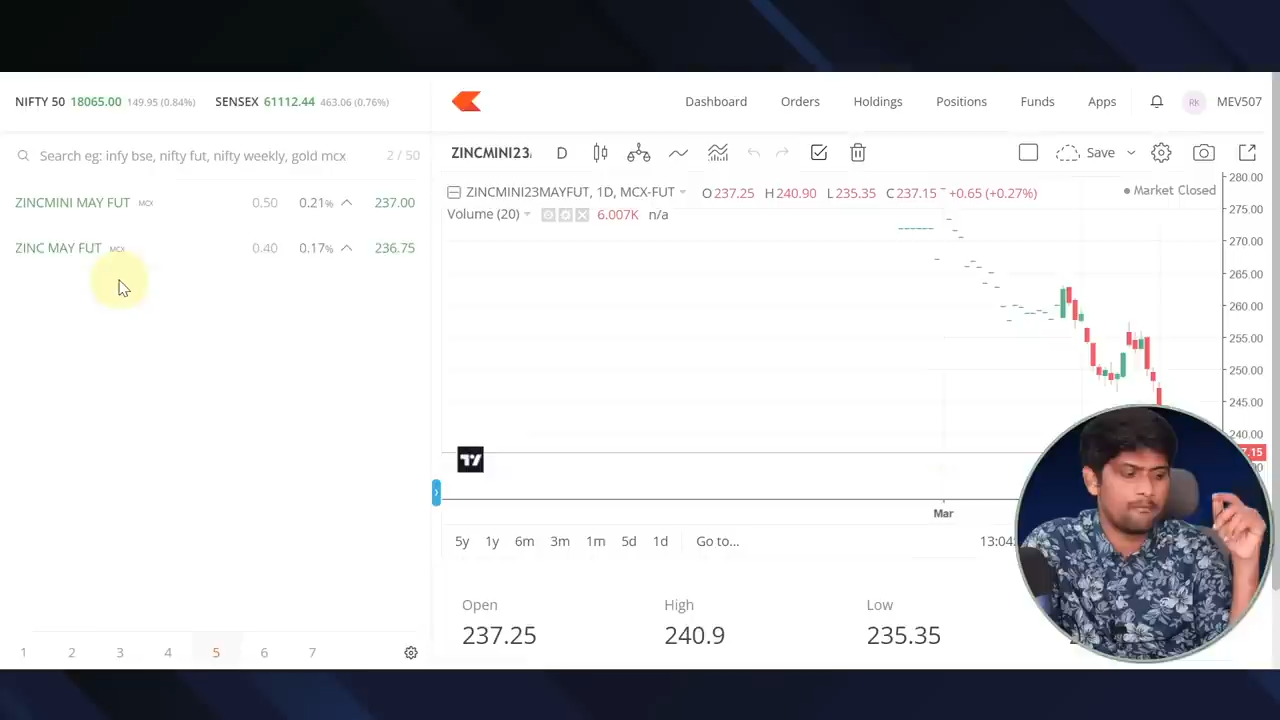 NIFTY 50 18065.00 149.95 (0.84%) SENSEX 61112.44 463.06 (0.76%)
Dashboard Orders Holdings Positions Funds Apps RK MEV507
Search eg: infy bse, nifty fut, nifty weekly, gold mcx 2 / 50
ZINCMINI23 D Save
ZINCMINI MAY FUT MCX 0.50 0.21% 237.00
ZINC MAY FUT MCX 0.40 0.17% 236.75
ZINCMINI23MAYFUT, 1D, MCX-FUT O237.25 H240.90 L235.35 C237.15 +0.65 (+0.27%)
Market Closed
Volume (20) 6.007K n/a
280.00
275.00
270.00
265.00
260.00
255.00
250.00
245.00
240.00
7.15
Mar
5y 1y 6m 3m 1m 5d 1d Go to... 13:04:
Open High Low
237.25 240.9 235.35
1 2 3 4 5 6 7